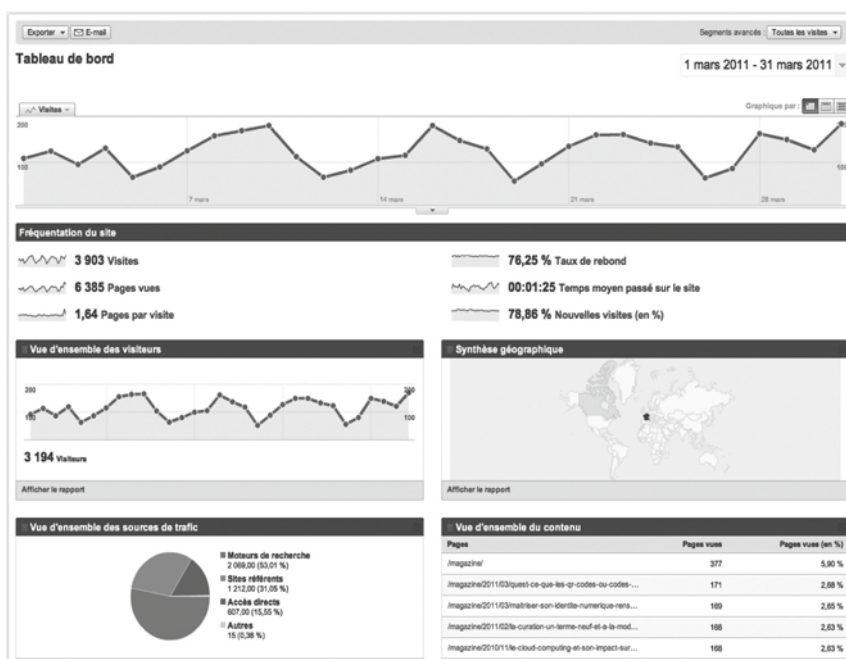 Exporter E-mail Segments avancés : Toutes les visites
Tableau de bord
1 mars 2011 - 31 mars 2011
Visites Graphique par :
200
100
7 mars 14 mars 21 mars 28 mars
Fréquentation du site
3 903 Visites
6 385 Pages vues
1,64 Pages par visite
76,25 % Taux de rebond
00:01:25 Temps moyen passé sur le site
78,86 % Nouvelles visites (en %)
Vue d'ensemble des visiteurs
200 200
100 100
3 194 Visiteurs
Afficher le rapport
Synthèse géographique
Afficher le rapport
Vue d'ensemble des sources de trafic
Moteurs de recherche
2 069,00 (53,01 %)
Sites référents
1 212,00 (31,05 %)
Accès directs
607,00 (15,55 %)
Autres
15 (0,38 %)
Vue d'ensemble du contenu
Pages Pages vues Pages vues (en %)
/magazine/ 377 5,90 %
/magazine/2011/03/quest-ce-que-les-qr-codes-ou-codes-... 171 2,68 %
/magazine/2011/03/maitriser-son-identite-numerique-rens... 169 2,65 %
/magazine/2011/02/la-curation-un-terme-neuf-et-a-la-mod... 168 2,63 %
/magazine/2010/11/le-cloud-computing-et-son-impact-sur... 168 2,63 %